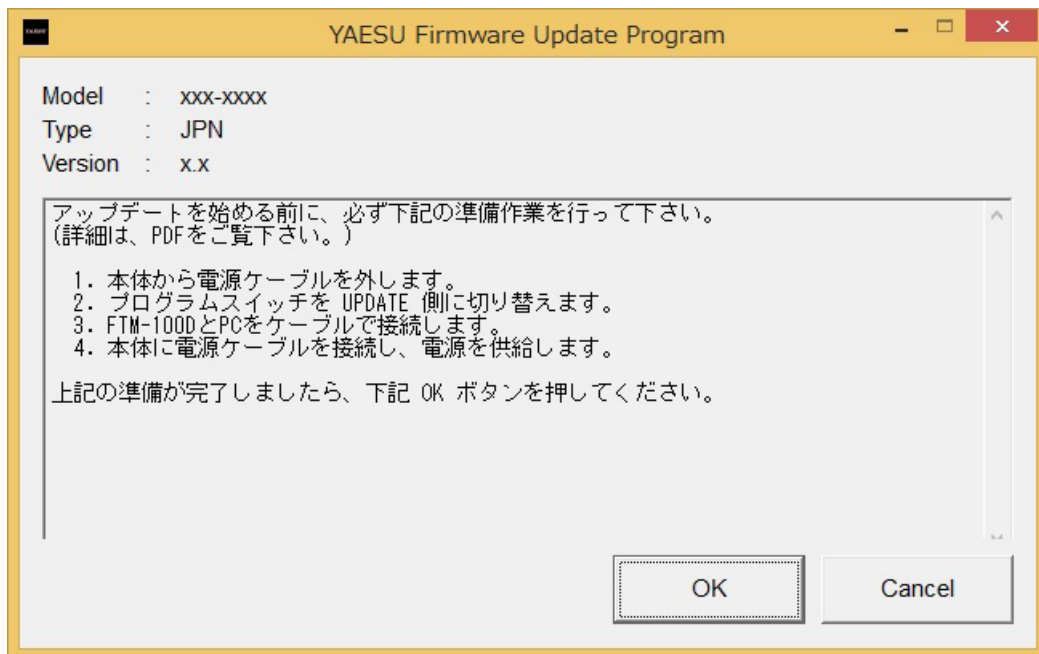 YAESU
YAESU Firmware Update Program
Model : xxx-xxxx
Type : JPN
Version : x.x
アップデートを始める前に、必ず下記の準備作業を行って下さい。
(詳細は、PDFをご覧下さい。)
1. 本体から電源ケーブルを外します。
2. プログラムスイッチを UPDATE 側に切り替えます。
3. FTM-100DとPCをケーブルで接続します。
4. 本体に電源ケーブルを接続し、電源を供給します。
上記の準備が完了しましたら、下記 OK ボタンを押してください。
OK
Cancel